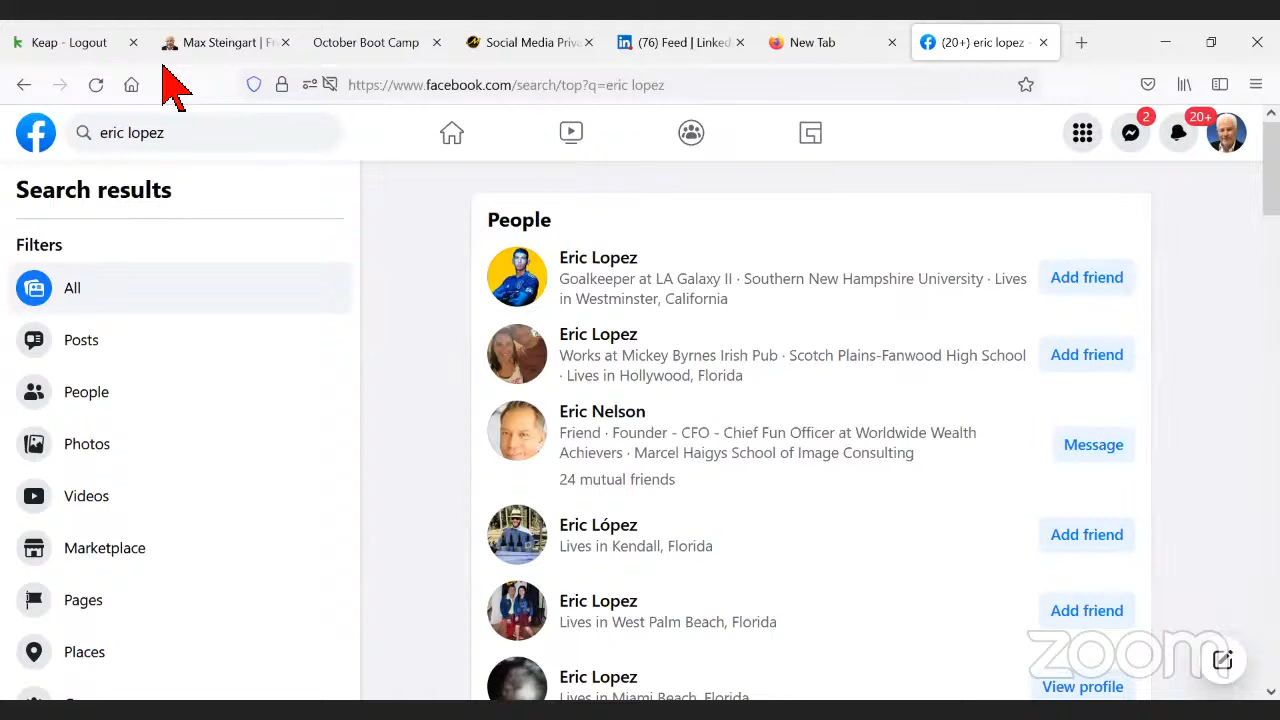 Keap - Logout
Max Steingart | Fr
October Boot Camp
Social Media Priva
(76) Feed | Linked
New Tab
(20+) eric lopez -
https://www.facebook.com/search/top?q=eric lopez
eric lopez
2
20+
Search results
Filters
All
Posts
People
Photos
Videos
Marketplace
Pages
Places
People
Eric Lopez
Goalkeeper at LA Galaxy II · Southern New Hampshire University · Lives
in Westminster, California
Add friend
Eric Lopez
Works at Mickey Byrnes Irish Pub · Scotch Plains-Fanwood High School
· Lives in Hollywood, Florida
Add friend
Eric Nelson
Friend · Founder - CFO - Chief Fun Officer at Worldwide Wealth
Achievers · Marcel Haigys School of Image Consulting
24 mutual friends
Message
Eric López
Lives in Kendall, Florida
Add friend
Eric Lopez
Lives in West Palm Beach, Florida
Add friend
Eric Lopez
Lives in Miami Beach, Florida
View profile
zoom